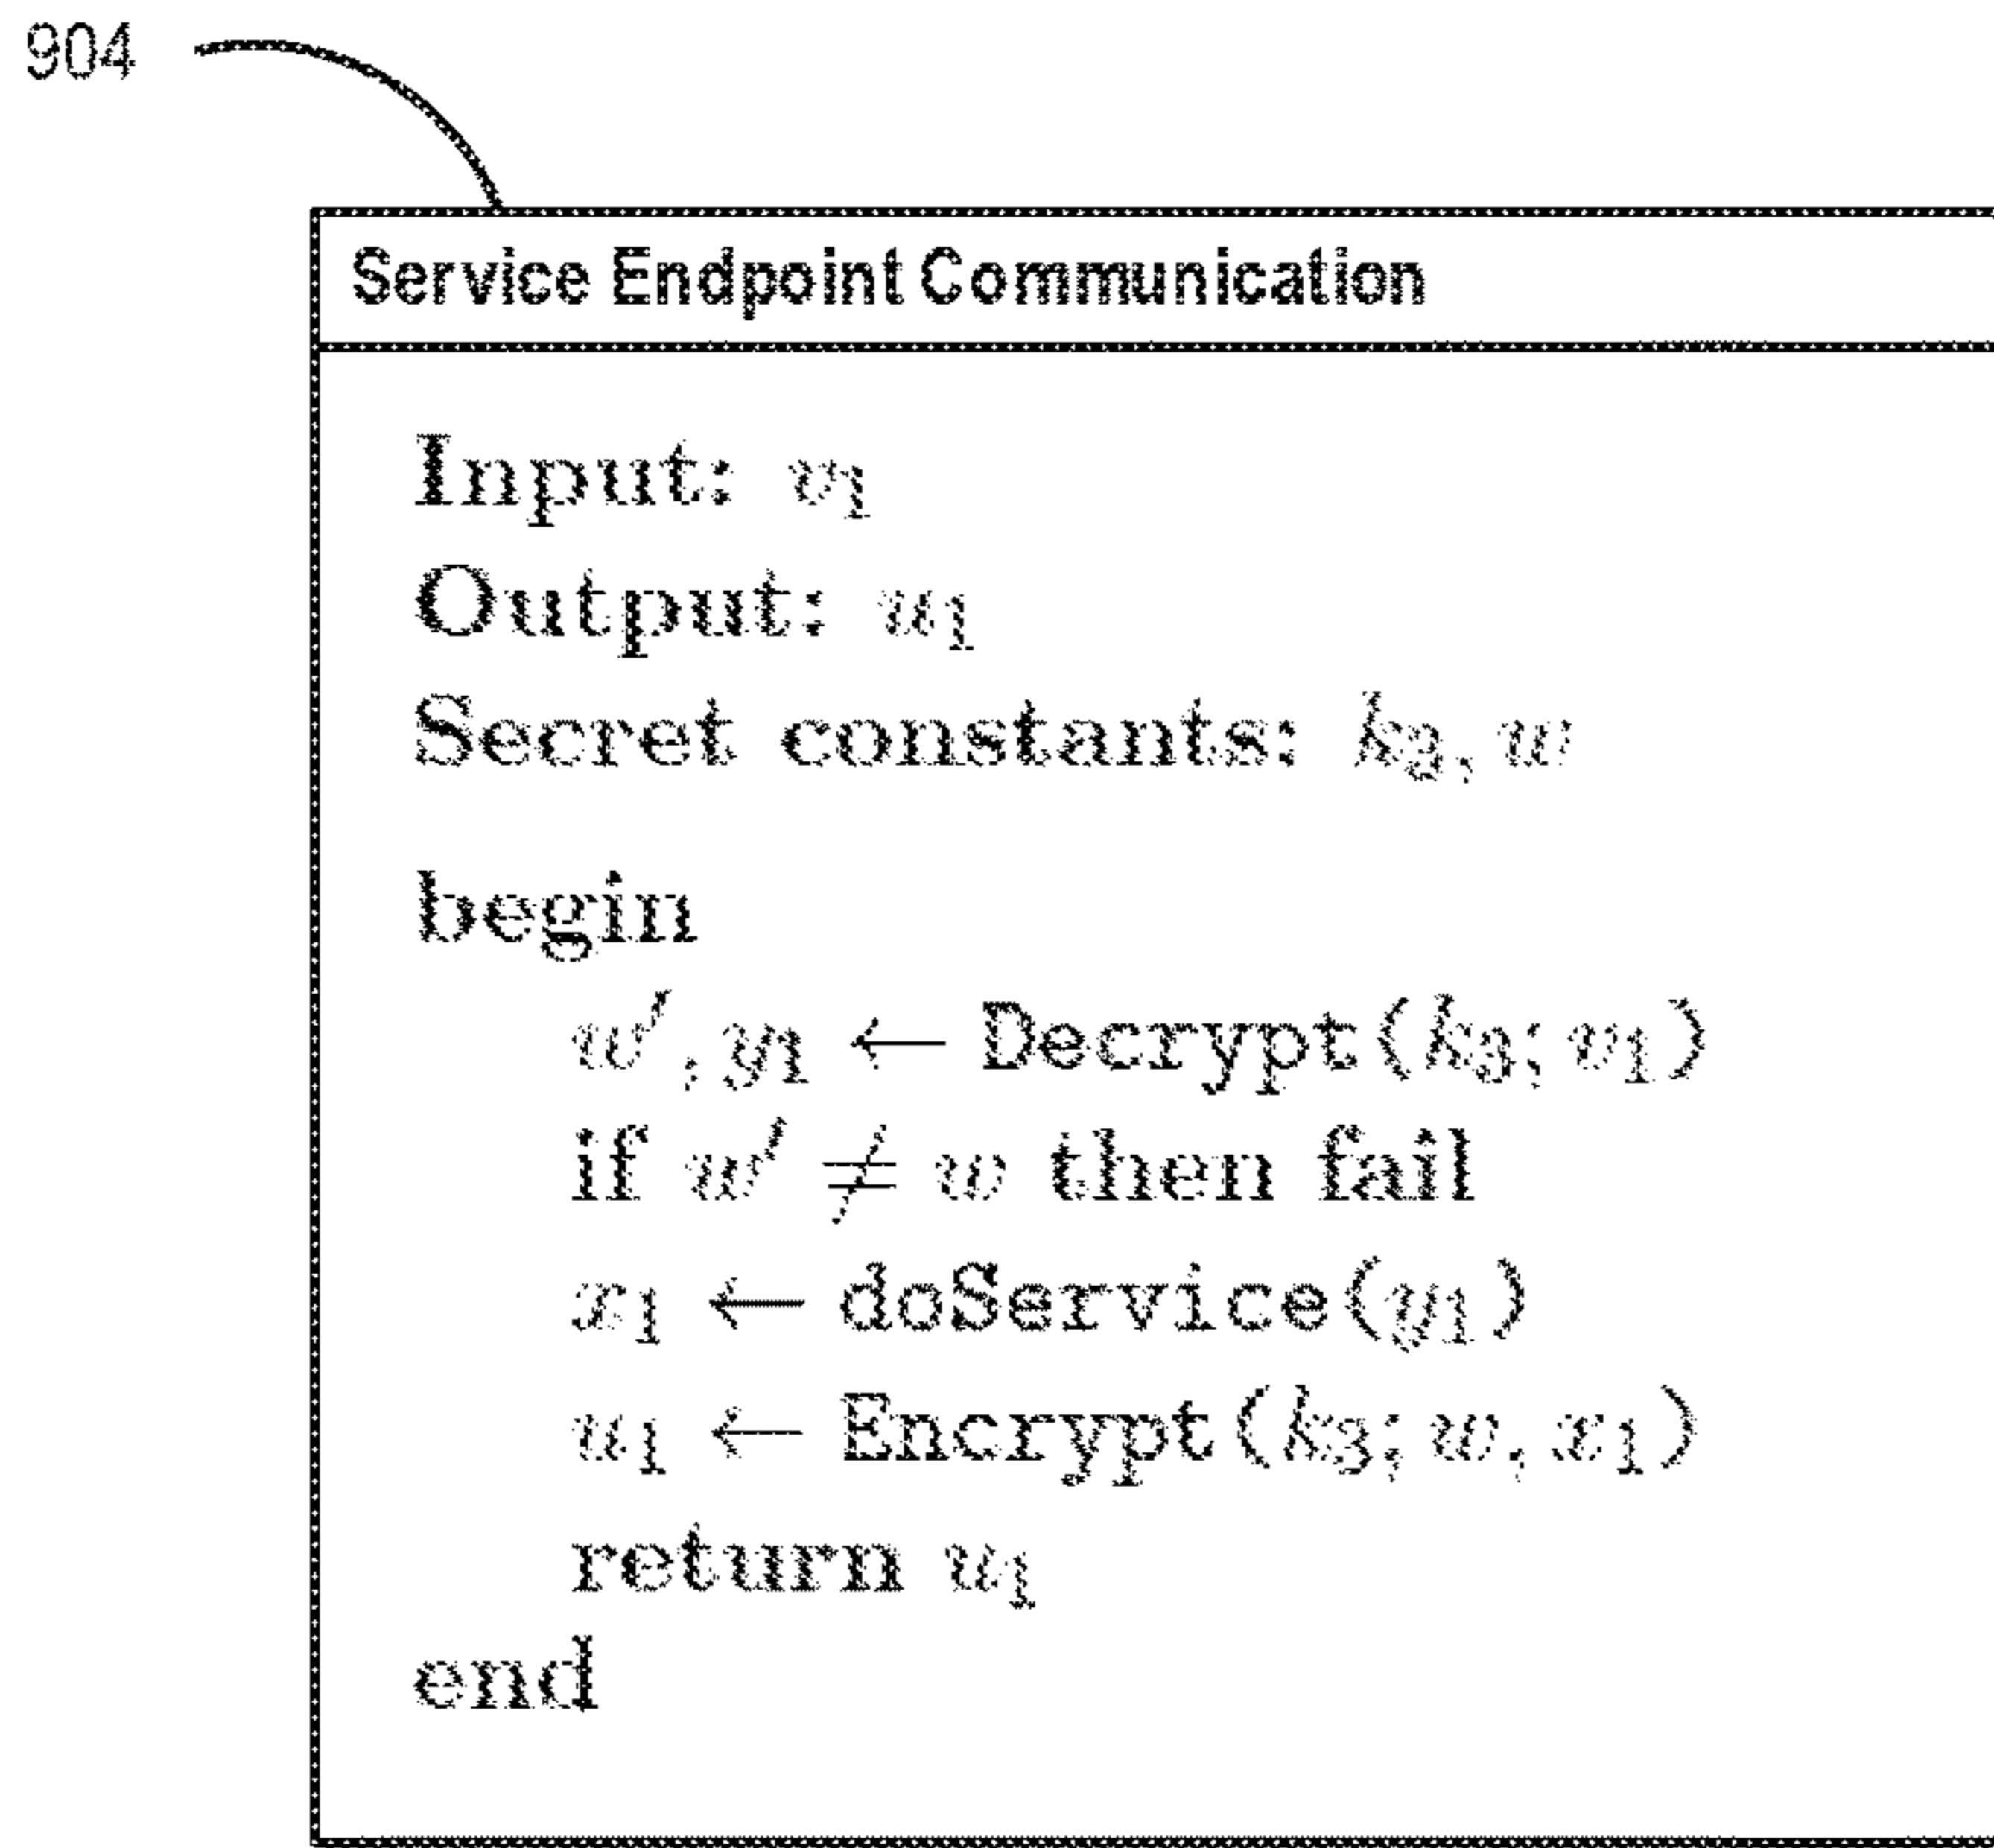 904
Service Endpoint Communication
Input: v₁
Output: u₁
Secret constants: k₃, w
begin
w′, y₁ ← Decrypt(k₃; v₁)
if w′ ≠ w then fail
x₁ ← doService(y₁)
u₁ ← Encrypt(k₃; w, x₁)
return u₁
end